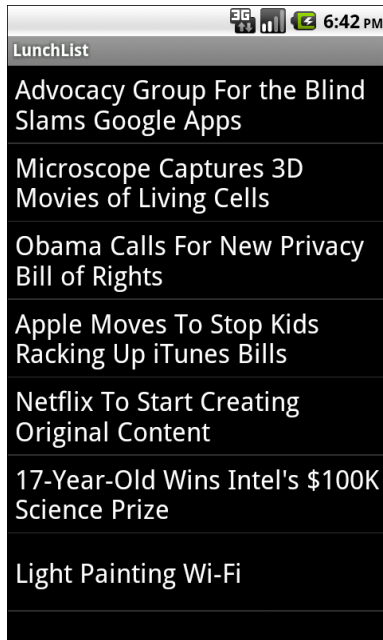 3G 6:42 PM
LunchList
Advocacy Group For the Blind
Slams Google Apps
Microscope Captures 3D
Movies of Living Cells
Obama Calls For New Privacy
Bill of Rights
Apple Moves To Stop Kids
Racking Up iTunes Bills
Netflix To Start Creating
Original Content
17-Year-Old Wins Intel's $100K
Science Prize
Light Painting Wi-Fi